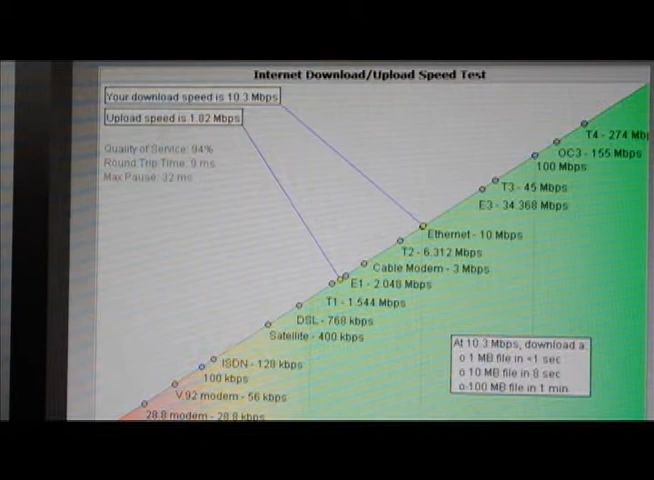 Internet Download/Upload Speed Test
Your download speed is 10.3 Mbps
Upload speed is 1.82 Mbps
Quality of Service: 94%
Round Trip Time: 9 ms
Max Pause: 32 ms
T4 - 274 Mb
OC3 - 155 Mbps
100 Mbps
T3 - 45 Mbps
E3 - 34.368 Mbps
Ethernet - 10 Mbps
T2 - 6.312 Mbps
Cable Modem - 3 Mbps
E1 - 2.048 Mbps
T1 - 1.544 Mbps
DSL - 768 kbps
Satellite - 400 kbps
ISDN - 128 kbps
100 kbps
V.92 modem - 56 kbps
28.8 modem - 28.8 kbps
At 10.3 Mbps, download a:
o 1 MB file in <1 sec
o 10 MB file in 8 sec
o 100 MB file in 1 min